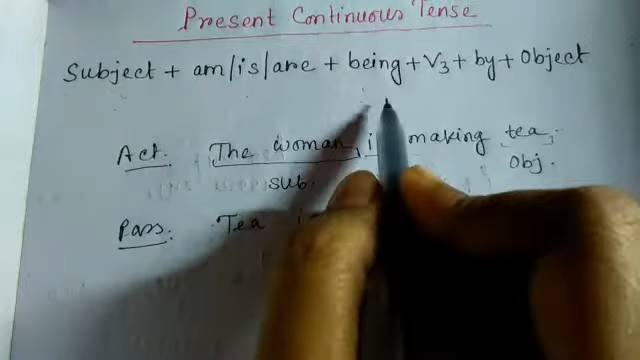 Present Continuous Tense
Subject + am/is/are + being + V3 + by + Object
Act. The woman, making tea.
sub. Obj.
Pass: Tea